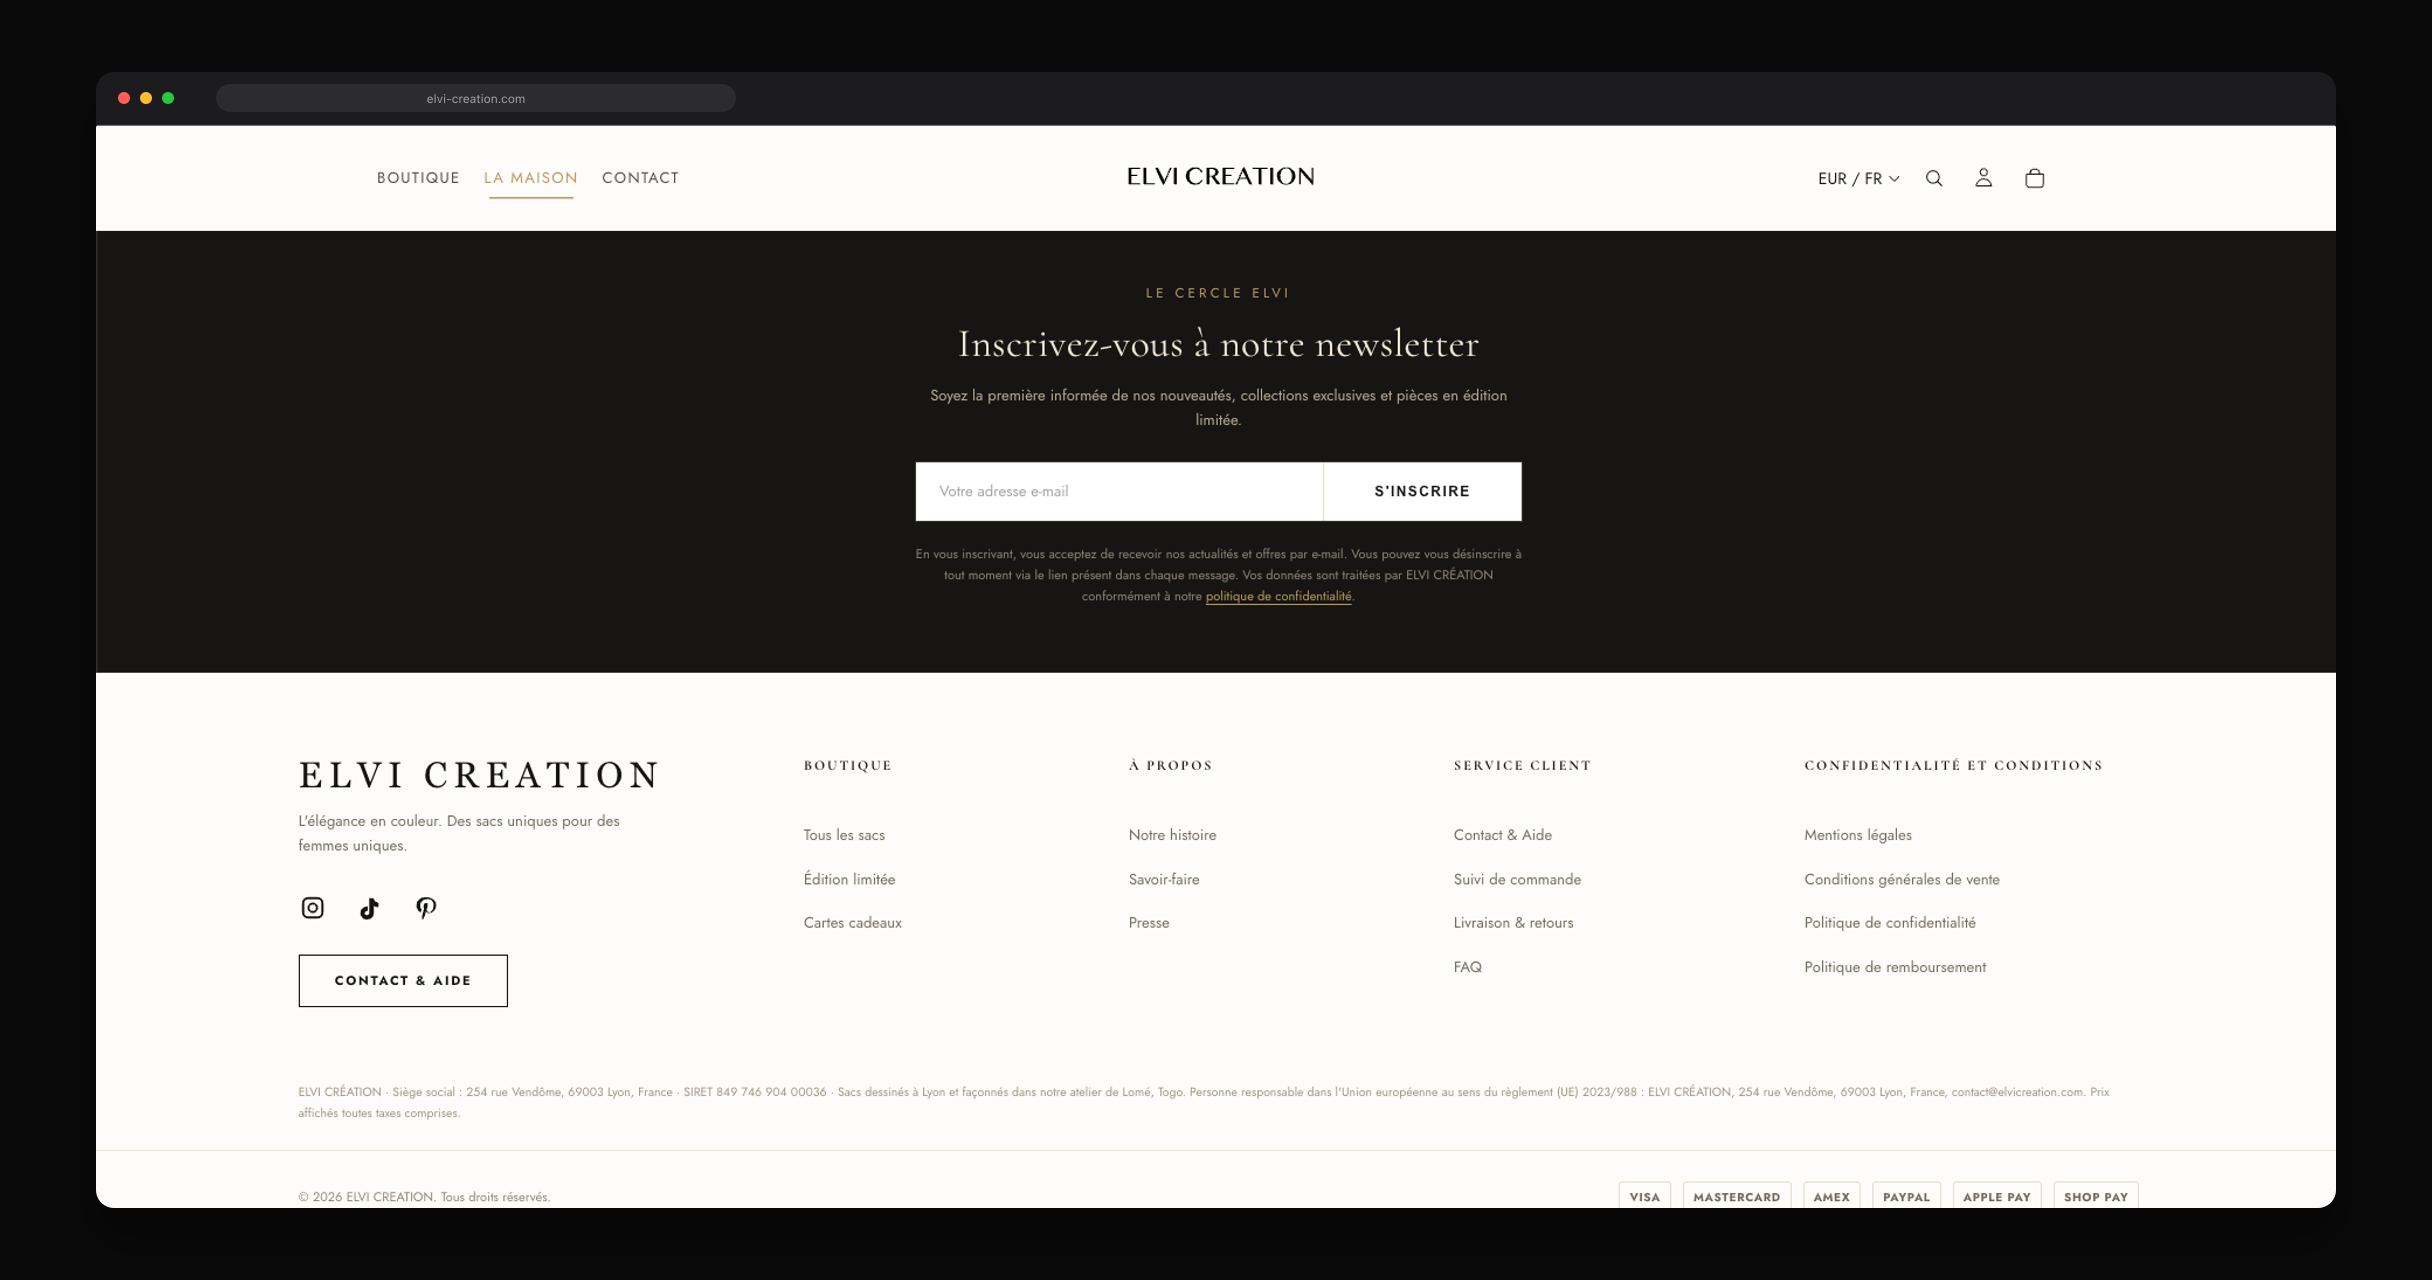 elvi-creation.com
BOUTIQUE LA MAISON CONTACT
ELVI CREATION
EUR / FR
LE CERCLE ELVI
Inscrivez-vous à notre newsletter
Soyez la première informée de nos nouveautés, collections exclusives et pièces en édition
limitée.
Votre adresse e-mail
S'INSCRIRE
En vous inscrivant, vous acceptez de recevoir nos actualités et offres par e-mail. Vous pouvez vous désinscrire à
tout moment via le lien présent dans chaque message. Vos données sont traitées par ELVI CRÉATION
conformément à notre politique de confidentialité.
ELVI CREATION
L'élégance en couleur. Des sacs uniques pour des
femmes uniques.
CONTACT & AIDE
BOUTIQUE
Tous les sacs
Édition limitée
Cartes cadeaux
À PROPOS
Notre histoire
Savoir-faire
Presse
SERVICE CLIENT
Contact & Aide
Suivi de commande
Livraison & retours
FAQ
CONFIDENTIALITÉ ET CONDITIONS
Mentions légales
Conditions générales de vente
Politique de confidentialité
Politique de remboursement
ELVI CRÉATION · Siège social : 254 rue Vendôme, 69003 Lyon, France · SIRET 849 746 904 00036 · Sacs dessinés à Lyon et façonnés dans notre atelier de Lomé, Togo. Personne responsable dans l'Union européenne au sens du règlement (UE) 2023/988 : ELVI CRÉATION, 254 rue Vendôme, 69003 Lyon, France, contact@elvicreation.com. Prix
affichés toutes taxes comprises.
© 2026 ELVI CREATION. Tous droits réservés.
VISA MASTERCARD AMEX PAYPAL APPLE PAY SHOP PAY